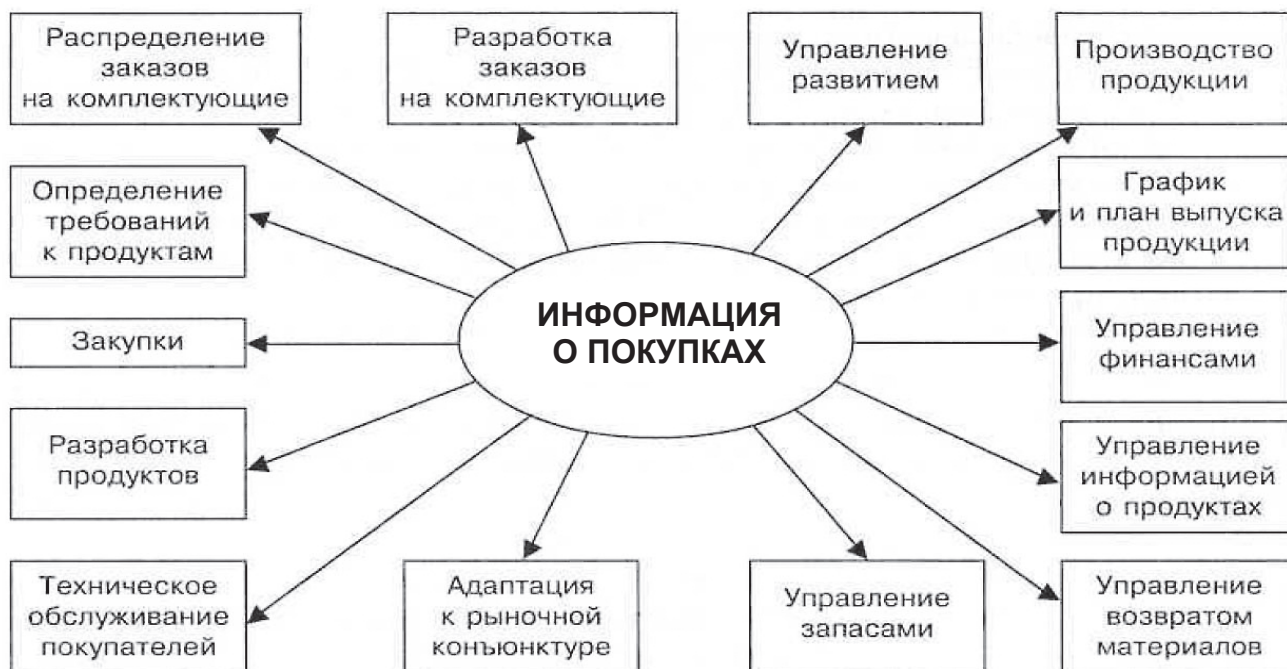 Распределение
заказов
на комплектующие
Разработка
заказов
на комплектующие
Управление
развитием
Производство
продукции
Определение
требований
к продуктам
График
и план выпуска
продукции
ИНФОРМАЦИЯ
О ПОКУПКАХ
Закупки
Управление
финансами
Разработка
продуктов
Управление
информацией
о продуктах
Техническое
обслуживание
покупателей
Адаптация
к рыночной
конъюнктуре
Управление
запасами
Управление
возвратом
материалов